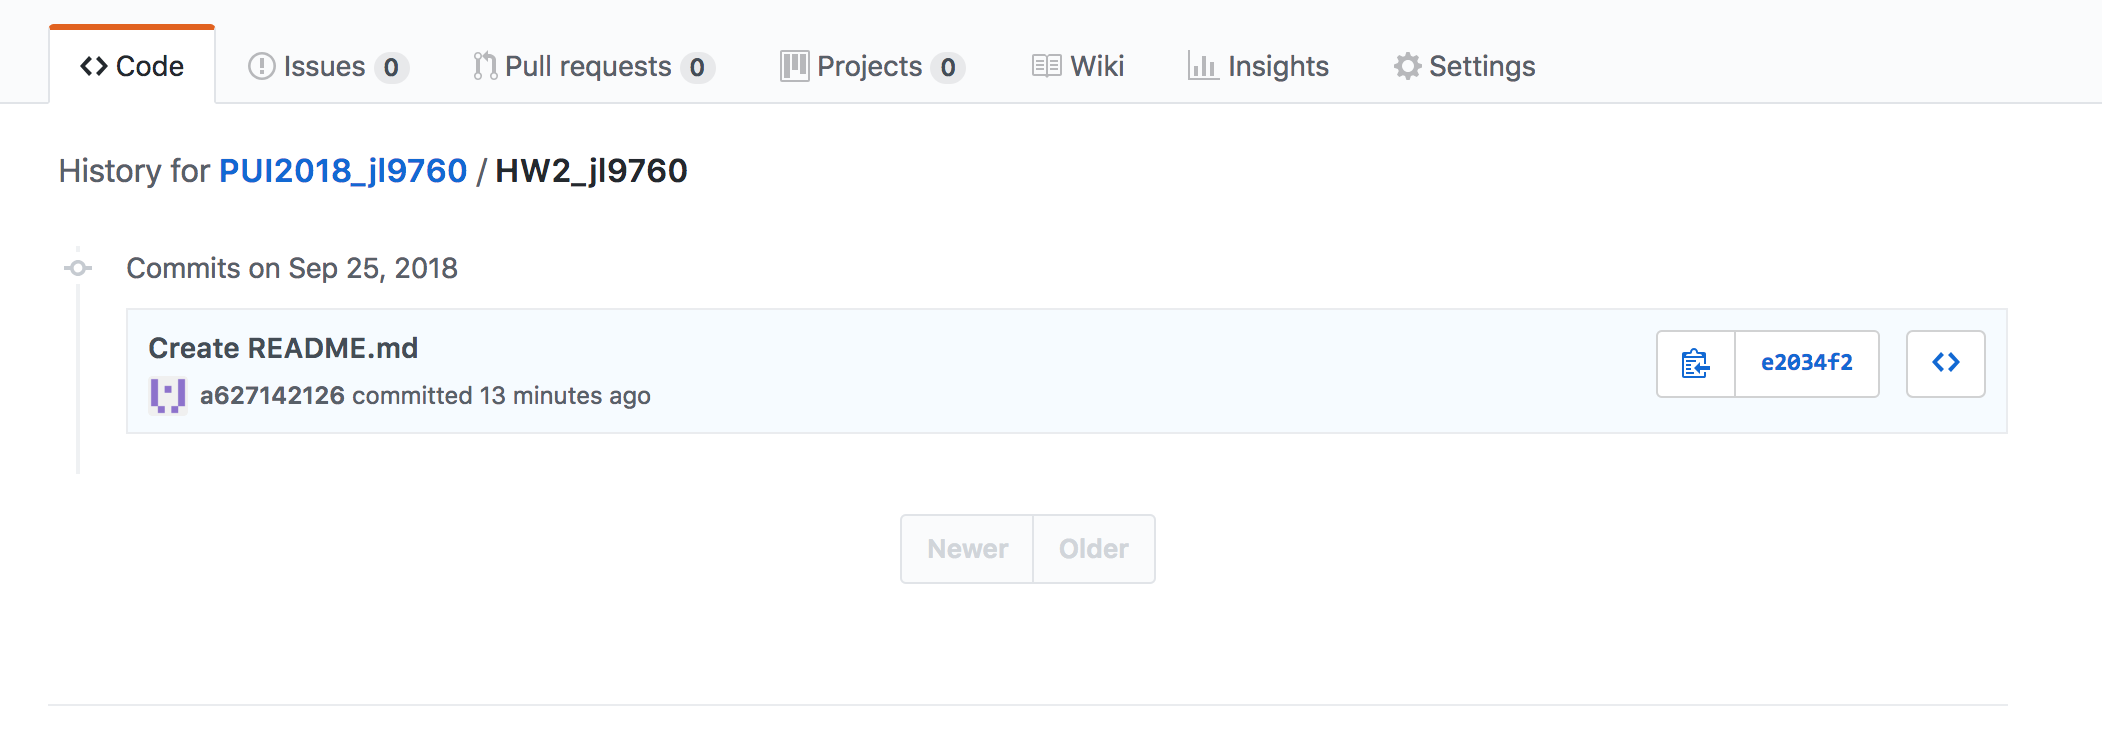 Code Issues 0 Pull requests 0 Projects 0 Wiki Insights Settings
History for PUI2018_jl9760 / HW2_jl9760
Commits on Sep 25, 2018
Create README.md
a627142126 committed 13 minutes ago
e2034f2
Newer Older